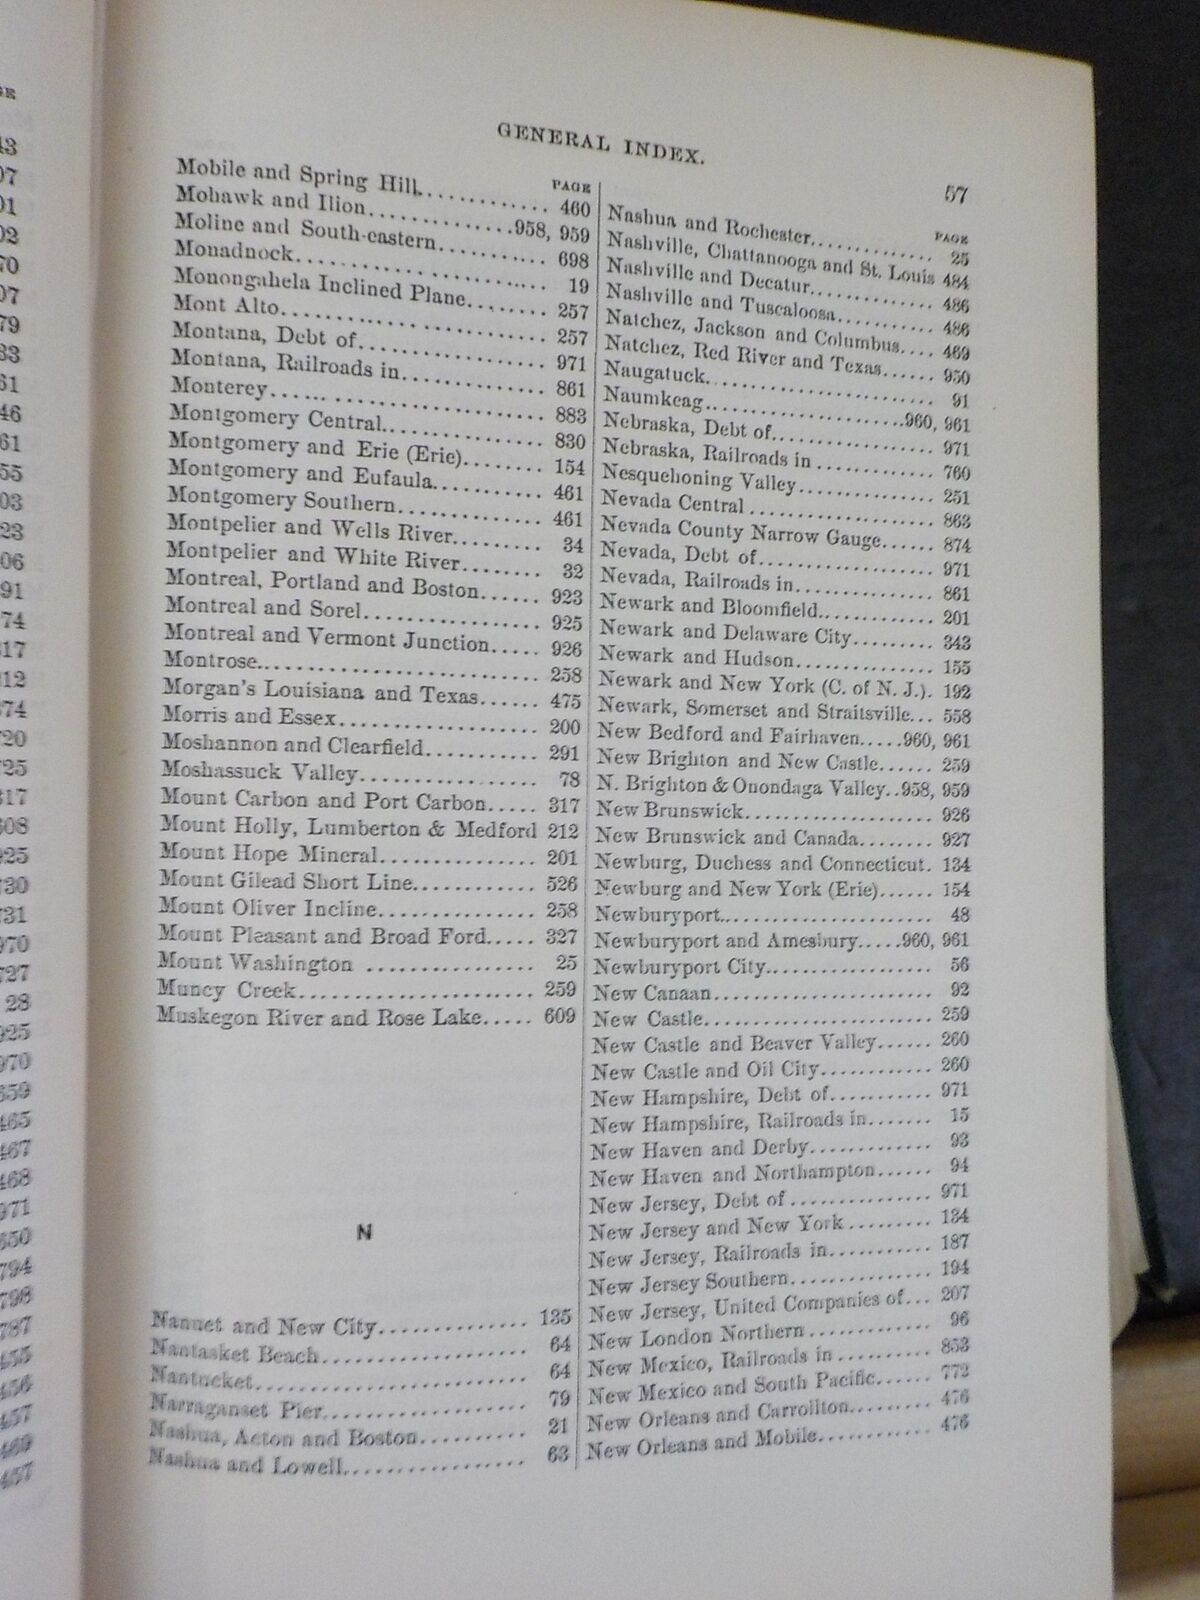 GENERAL INDEX.
57
PAGE
Mobile and Spring Hill............. 460
Mohawk and Ilion............958, 959
Moline and South-eastern.......... 698
Monadnock........................ 19
Monongahela Inclined Plane........ 257
Mont Alto......................... 257
Montana, Debt of.................. 971
Montana, Railroads in............. 861
Monterey......................... 883
Montgomery Central............... 830
Montgomery and Erie (Erie)........ 154
Montgomery and Eufaula........... 461
Montgomery Southern.............. 461
Montpelier and Wells River......... 34
Montpelier and White River........ 32
Montreal, Portland and Boston...... 923
Montreal and Sorel................ 925
Montreal and Vermont Junction..... 926
Montrose......................... 258
Morgan's Louisiana and Texas...... 475
Morris and Essex.................. 200
Moshannon and Clearfield.......... 291
Moshassuck Valley................. 78
Mount Carbon and Port Carbon..... 317
Mount Holly, Lumberton & Medford 212
Mount Hope Mineral............... 201
Mount Gilead Short Line........... 526
Mount Oliver Incline............... 258
Mount Pleasant and Broad Ford..... 327
Mount Washington ................ 25
Muncy Creek...................... 259
Muskegon River and Rose Lake..... 609
N
Nanuet and New City.............. 135
Nantasket Beach................... 64
Nantucket......................... 64
Narraganset Pier................... 79
Nashua, Acton and Boston.......... 21
Nashua and Lowell................. 63
PAGE
Nashua and Rochester............. 25
Nashville, Chattanooga and St. Louis 484
Nashville and Decatur.............. 486
Nashville and Tuscaloosa........... 486
Natchez, Jackson and Columbus.... 469
Natchez, Red River and Texas...... 950
Naugatuck........................ 91
Naumkeag...................960, 961
Nebraska, Debt of................. 971
Nebraska, Railroads in ............ 760
Nesquehoning Valley.............. 251
Nevada Central ................... 863
Nevada County Narrow Gauge...... 874
Nevada, Debt of................... 971
Nevada, Railroads in.............. 861
Newark and Bloomfield............ 201
Newark and Delaware City......... 343
Newark and Hudson.............. 155
Newark and New York (C. of N. J.). 192
Newark, Somerset and Straitsville... 558
New Bedford and Fairhaven.....960, 961
New Brighton and New Castle...... 259
N. Brighton & Onondaga Valley..958, 959
New Brunswick................... 926
New Brunswick and Canada........ 927
Newburg, Duchess and Connecticut. 134
Newburg and New York (Erie)...... 154
Newburyport...................... 48
Newburyport and Amesbury.....960, 961
Newburyport City................. 56
New Canaan...................... 92
New Castle....................... 259
New Castle and Beaver Valley...... 260
New Castle and Oil City............ 260
New Hampshire, Debt of........... 971
New Hampshire, Railroads in....... 15
New Haven and Derby............. 93
New Haven and Northampton...... 94
New Jersey, Debt of ............... 971
New Jersey and New York ......... 134
New Jersey, Railroads in........... 187
New Jersey Southern............... 194
New Jersey, United Companies of... 207
New London Northern ............ 96
New Mexico, Railroads in .......... 853
New Mexico and South Pacific...... 772
New Orleans and Carrollton......... 476
New Orleans and Mobile............ 476